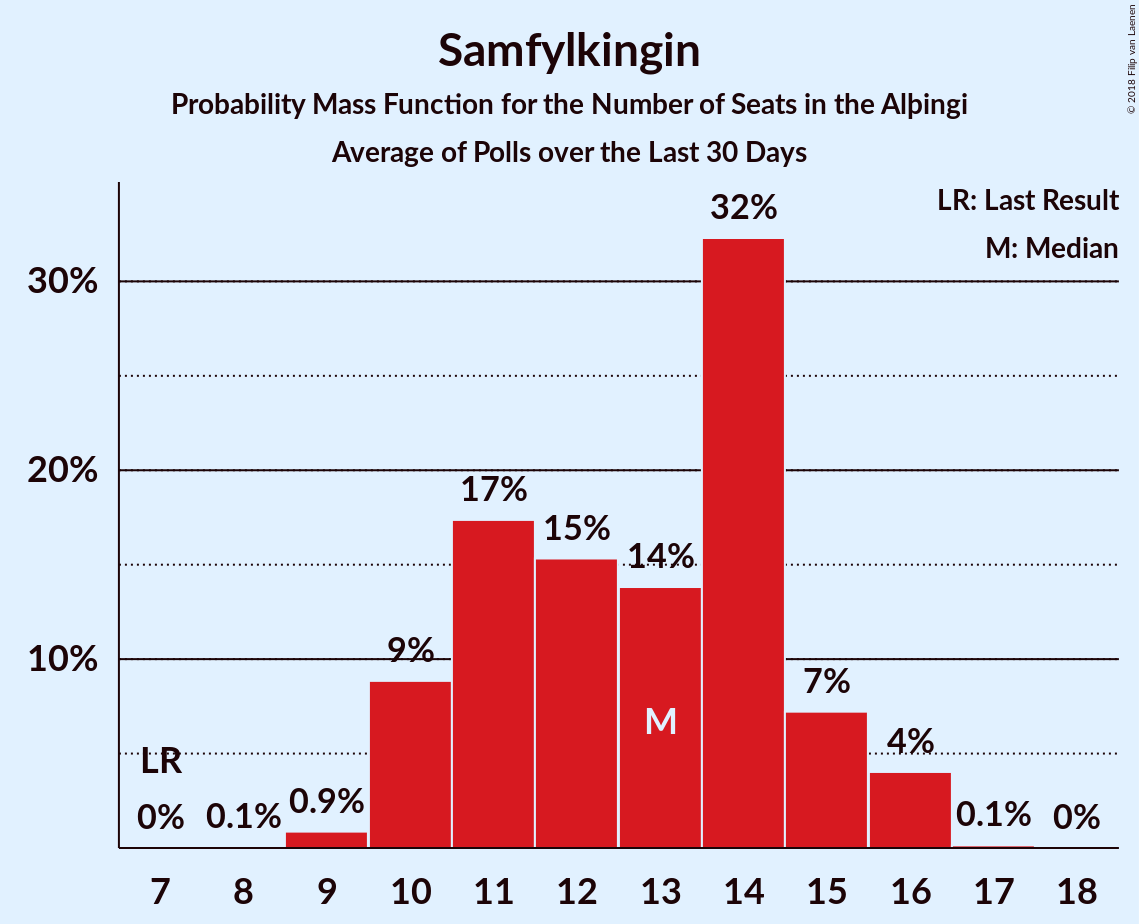 Samfylkingin
Probability Mass Function for the Number of Seats in the Alþingi
Average of Polls over the Last 30 Days
© 2018 Filip van Laenen
LR: Last Result
M: Median
30%
20%
10%
LR
0%
0.1%
0.9%
9%
17%
15%
14%
M
32%
7%
4%
0.1%
0%
7 8 9 10 11 12 13 14 15 16 17 18